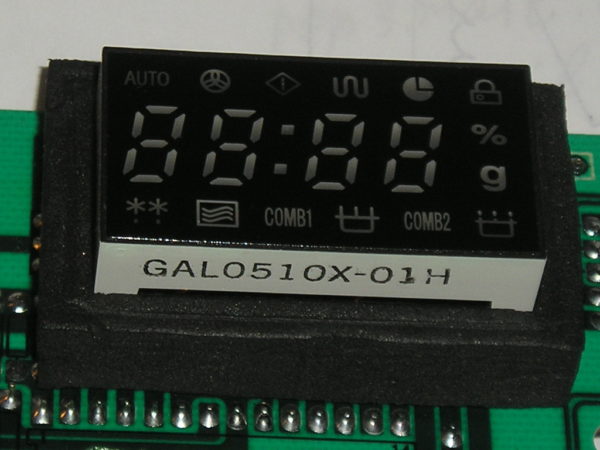 AUTO
88:88 %
g
** COMB1 COMB2
GAL0510X-01H